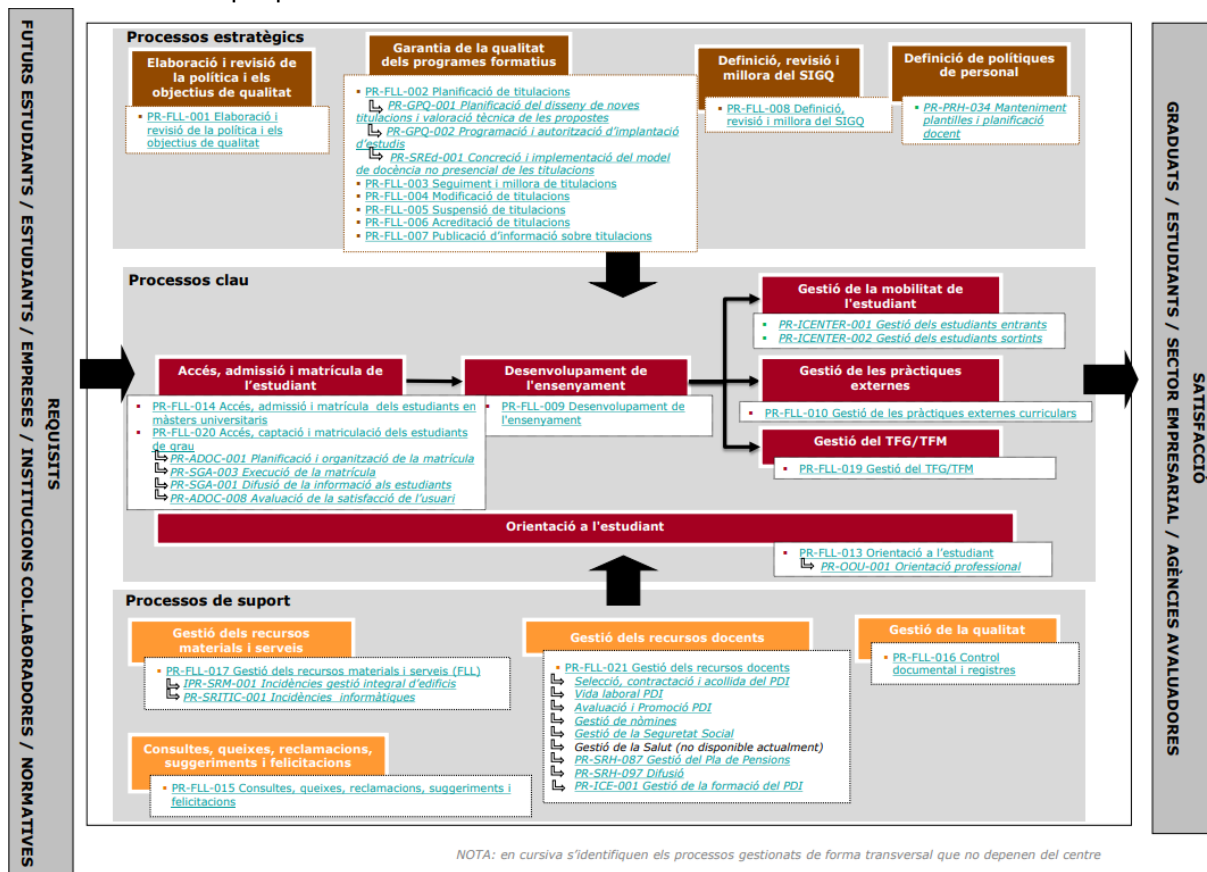 FUTURS ESTUDIANTS / ESTUDIANTS / EMPRESES / INSTITUCIONS COL.LABORADORES / NORMATIVES
REQUISITS
Processos estratègics
Elaboració i revisió de
la política i els
objectius de qualitat
▪ PR-FLL-001 Elaboració i
revisió de la política i els
objectius de qualitat
Garantia de la qualitat
dels programes formatius
▪ PR-FLL-002 Planificació de titulacions
PR-GPQ-001 Planificació del disseny de noves
titulacions i valoració tècnica de les propostes
PR-GPQ-002 Programació i autorització d'implantació
d'estudis
PR-SREd-001 Concreció i implementació del model
de docència no presencial de les titulacions
▪ PR-FLL-003 Seguiment i millora de titulacions
▪ PR-FLL-004 Modificació de titulacions
▪ PR-FLL-005 Suspensió de titulacions
▪ PR-FLL-006 Acreditació de titulacions
▪ PR-FLL-007 Publicació d'informació sobre titulacions
Definició, revisió i
millora del SIGQ
▪ PR-FLL-008 Definició,
revisió i millora del SIGQ
Definició de polítiques
de personal
▪ PR-PRH-034 Manteniment
plantilles i planificació
docent
Processos clau
Accés, admissió i matrícula de
l'estudiant
▪ PR-FLL-014 Accés, admissió i matrícula dels estudiants en
màsters universitaris
▪ PR-FLL-020 Accés, captació i matriculació dels estudiants
de grau
PR-ADOC-001 Planificació i organització de la matrícula
PR-SGA-003 Execució de la matrícula
PR-SGA-001 Difusió de la informació als estudiants
PR-ADOC-008 Avaluació de la satisfacció de l'usuari
Desenvolupament de
l'ensenyament
▪ PR-FLL-009 Desenvolupament de
l'ensenyament
Gestió de la mobilitat de
l'estudiant
▪ PR-ICENTER-001 Gestió dels estudiants entrants
▪ PR-ICENTER-002 Gestió dels estudiants sortints
Gestió de les pràctiques
externes
▪ PR-FLL-010 Gestió de les pràctiques externes curriculars
Gestió del TFG/TFM
▪ PR-FLL-019 Gestió del TFG/TFM
Orientació a l'estudiant
▪ PR-FLL-013 Orientació a l'estudiant
PR-OOU-001 Orientació professional
Processos de suport
Gestió dels recursos
materials i serveis
▪ PR-FLL-017 Gestió dels recursos materials i serveis (FLL)
IPR-SRM-001 Incidències gestió integral d'edificis
PR-SRITIC-001 Incidències informàtiques
Consultes, queixes, reclamacions,
suggeriments i felicitacions
▪ PR-FLL-015 Consultes, queixes, reclamacions, suggeriments i
felicitacions
Gestió dels recursos docents
▪ PR-FLL-021 Gestió dels recursos docents
Selecció, contractació i acollida del PDI
Vida laboral PDI
Avaluació i Promoció PDI
Gestió de nòmines
Gestió de la Seguretat Social
Gestió de la Salut (no disponible actualment)
PR-SRH-087 Gestió del Pla de Pensions
PR-SRH-097 Difusió
PR-ICE-001 Gestió de la formació del PDI
Gestió de la qualitat
▪ PR-FLL-016 Control
documental i registres
SATISFACCIÓ
GRADUATS / ESTUDIANTS / SECTOR EMPRESARIAL / AGÈNCIES AVALUADORES
NOTA: en cursiva s'identifiquen els processos gestionats de forma transversal que no depenen del centre